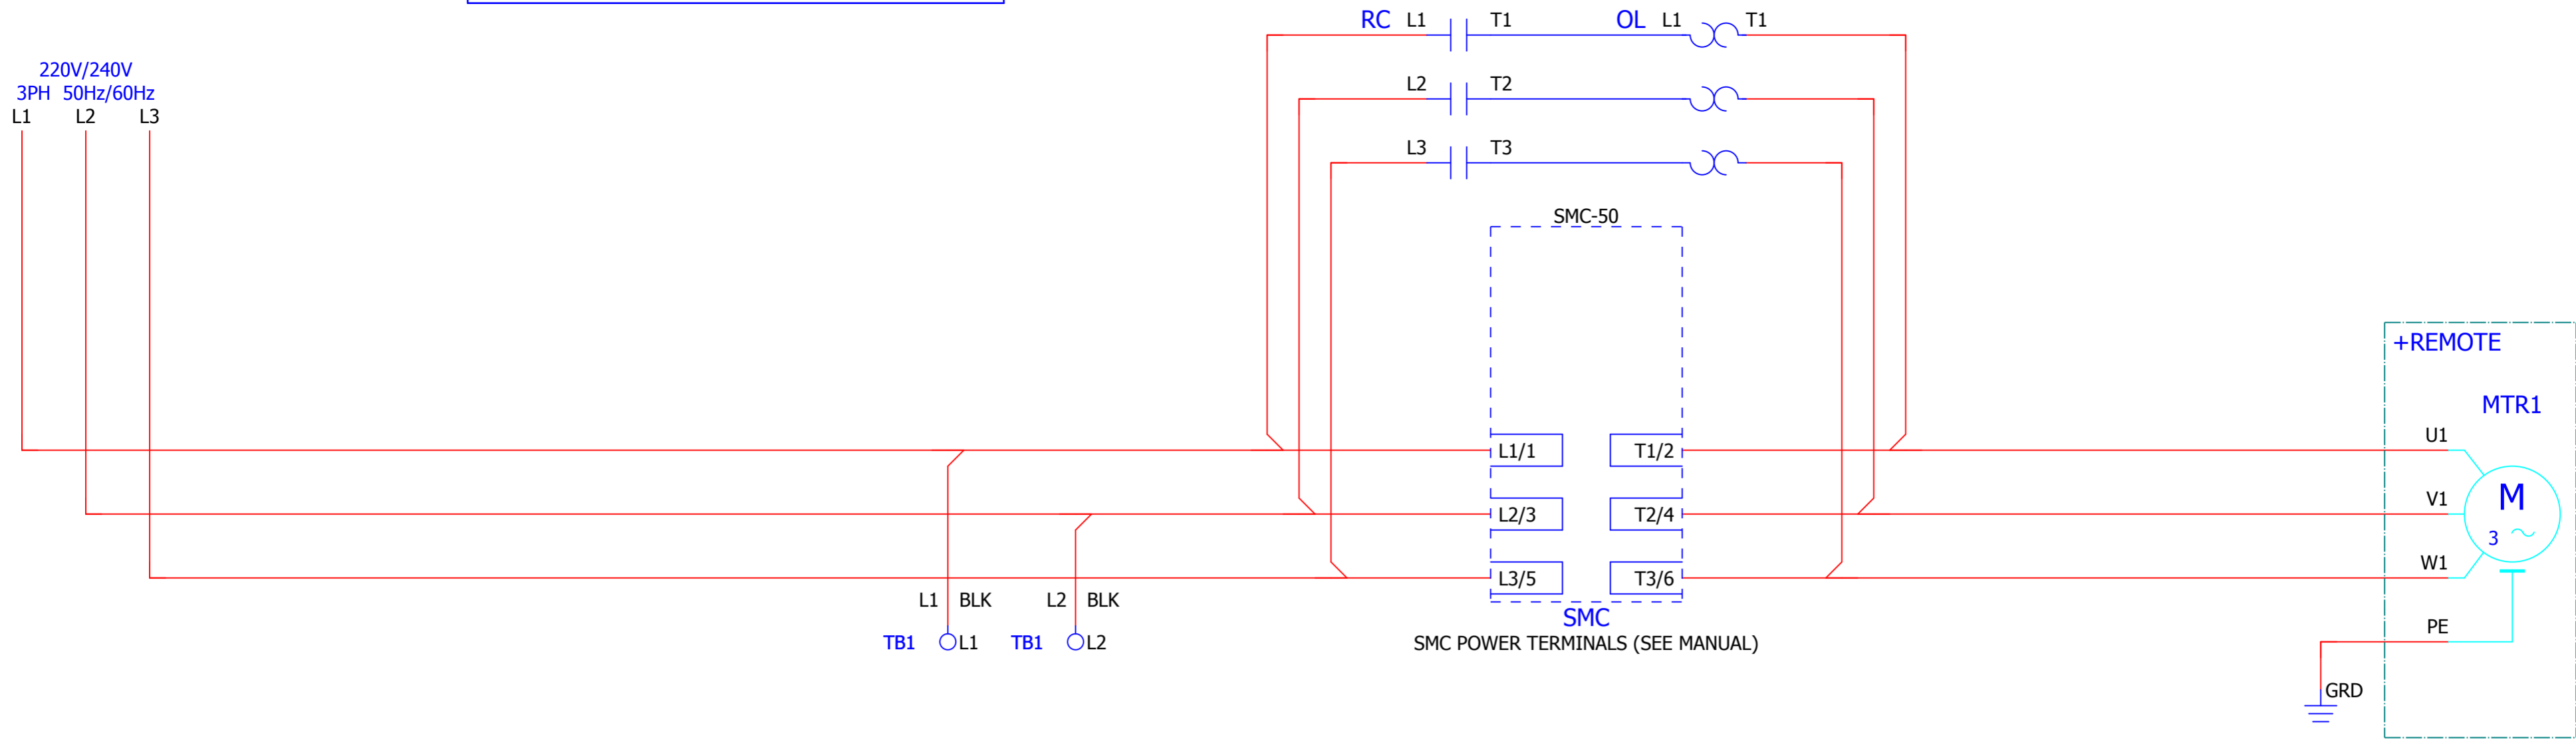 RC L1 T1 OL L1 T1
220V/240V
3PH 50Hz/60Hz
L1 L2 L3
L2 T2
L3 T3
SMC-50
+REMOTE
MTR1
U1
L1/1 T1/2
V1
M
3 ~
L2/3 T2/4
W1
L3/5 T3/6
L1 BLK L2 BLK
SMC
PE
TB1 L1 TB1 L2
SMC POWER TERMINALS (SEE MANUAL)
GRD